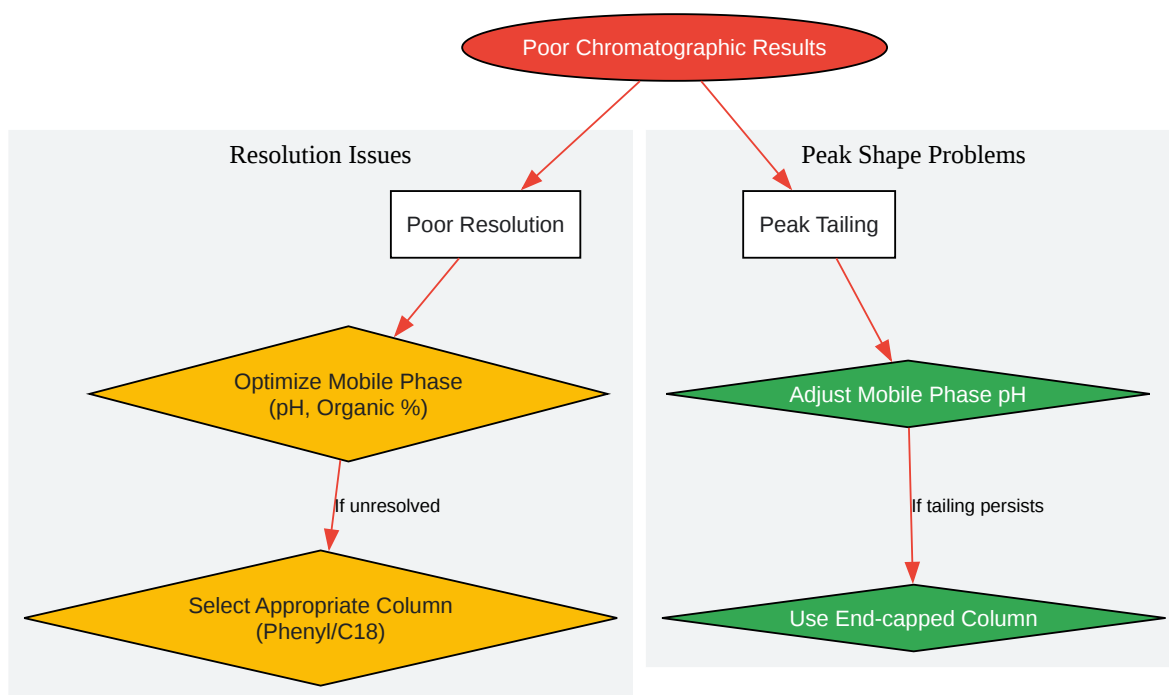 Poor Chromatographic Results
Resolution Issues
Poor Resolution
Optimize Mobile Phase
(pH, Organic %)
If unresolved
Select Appropriate Column
(Phenyl/C18)
Peak Shape Problems
Peak Tailing
Adjust Mobile Phase pH
If tailing persists
Use End-capped Column